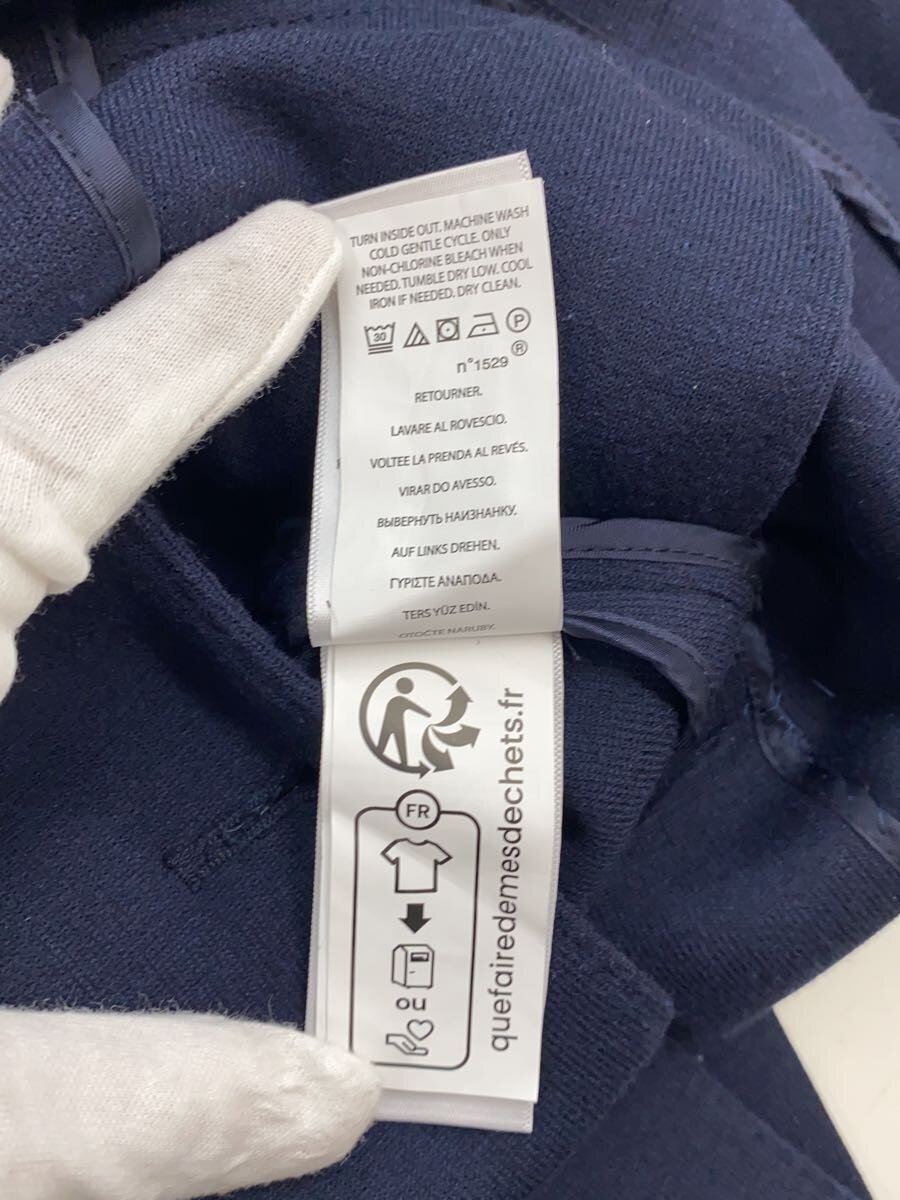 TURN INSIDE OUT. MACHINE WASH
COLD GENTLE CYCLE. ONLY
NON-CHLORINE BLEACH WHEN
NEEDED. TUMBLE DRY LOW. COOL
IRON IF NEEDED. DRY CLEAN.
30 P
n°1529 ®
RETOURNER.
LAVARE AL ROVESCIO.
VOLTEE LA PRENDA AL REVÉS.
VIRAR DO AVESSO.
ВЫВЕРНУТЬ НАИЗНАНКУ.
AUF LINKS DREHEN.
ΓΥΡΙΣΤΕ ΑΝΑΠΟΔΑ.
TERS YÜZ EDİN.
OTOČTE NARUBY.
FR
ou
quefairedemesdechets.fr